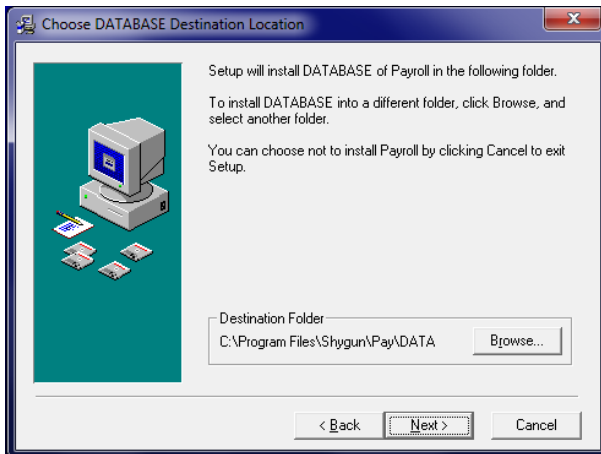 Choose DATABASE Destination Location
Setup will install DATABASE of Payroll in the following folder.
To install DATABASE into a different folder, click Browse, and
select another folder.
You can choose not to install Payroll by clicking Cancel to exit
Setup.
Destination Folder
C:\Program Files\Shygun\Pay\DATA
Browse...
< Back
Next >
Cancel